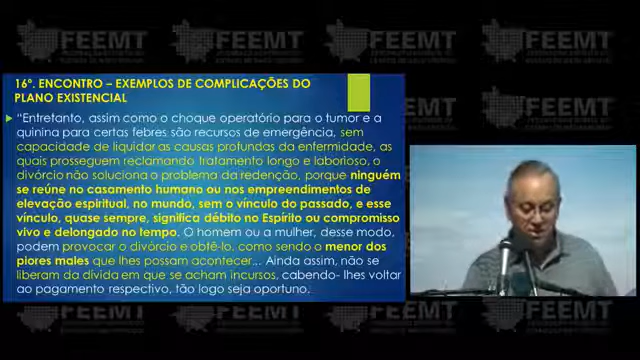 FEEMT
FEEMT
FEEMT
FEEMT
16º. ENCONTRO – EXEMPLOS DE COMPLICAÇÕES DO
PLANO EXISTENCIAL
"Entretanto, assim como o choque operatório para o tumor e a
quinina para certas febres são recursos de emergência, sem
capacidade de liquidar as causas profundas da enfermidade, as
quais prosseguem reclamando tratamento longo e laborioso, o
divórcio não soluciona o problema da redenção, porque ninguém
se reúne no casamento humano ou nos empreendimentos de
elevação espiritual, no mundo, sem o vínculo do passado, e esse
vínculo, quase sempre, significa débito no Espírito ou compromisso
vivo e delongado no tempo. O homem ou a mulher, desse modo,
podem provocar o divórcio e obtê-lo, como sendo o menor dos
piores males que lhes possam acontecer... Ainda assim, não se
liberam da dívida em que se acham incursos, cabendo- lhes voltar
ao pagamento respectivo, tão logo seja oportuno.
FEEMT
FEEMT
FEEMT
FEEMT